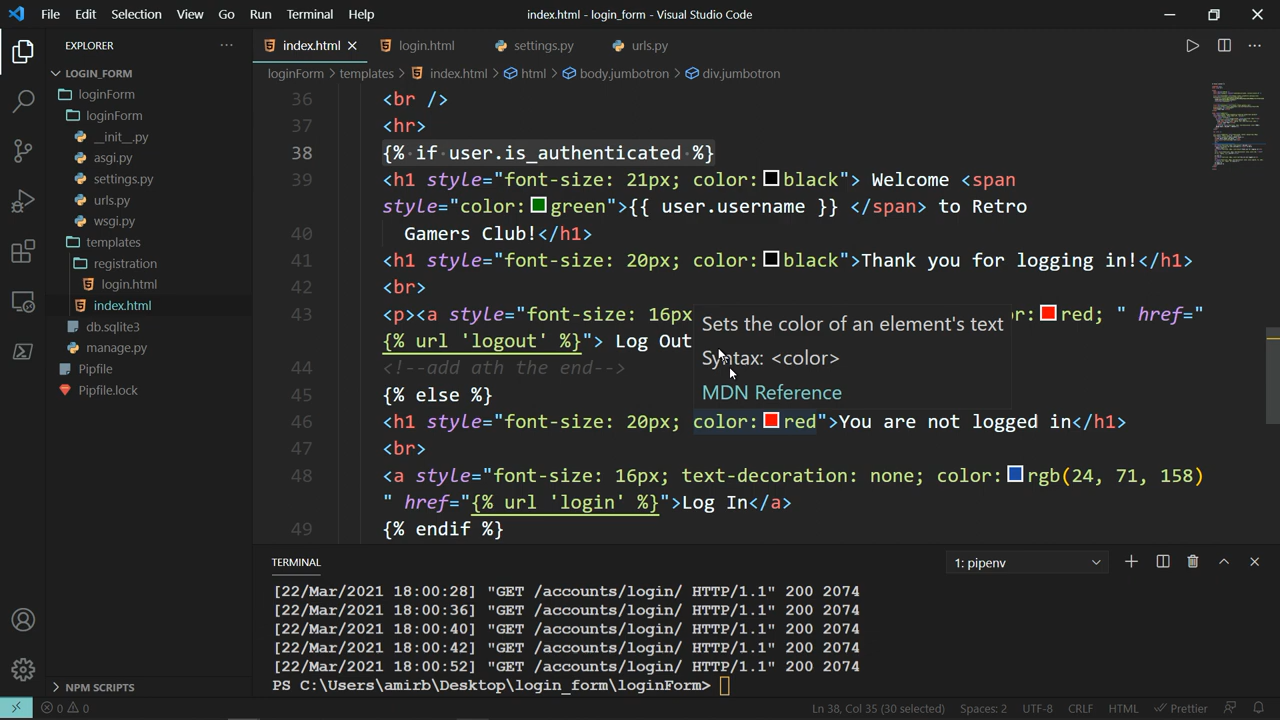 File Edit Selection View Go Run Terminal Help
index.html - login_form - Visual Studio Code
EXPLORER
LOGIN_FORM
loginForm
loginForm
__init__.py
asgi.py
settings.py
urls.py
wsgi.py
templates
registration
login.html
index.html
db.sqlite3
manage.py
Pipfile
Pipfile.lock
NPM SCRIPTS
index.html login.html settings.py urls.py
loginForm > templates > index.html > html > body.jumbotron > div.jumbotron
36 <br />
37 <hr>
38 {% if user.is_authenticated %}
39 <h1 style="font-size: 21px; color: black"> Welcome <span
style="color: green">{{ user.username }} </span> to Retro
40 Gamers Club!</h1>
41 <h1 style="font-size: 20px; color: black">Thank you for logging in!</h1>
42 <br>
43 <p><a style="font-size: 16px r: red; " href="
{% url 'logout' %}"> Log Out
44 <!--add ath the end-->
45 {% else %}
46 <h1 style="font-size: 20px; color: red">You are not logged in</h1>
47 <br>
48 <a style="font-size: 16px; text-decoration: none; color: rgb(24, 71, 158)
" href="{% url 'login' %}">Log In</a>
49 {% endif %}
Sets the color of an element's text
Syntax: <color>
MDN Reference
TERMINAL
1: pipenv
[22/Mar/2021 18:00:28] "GET /accounts/login/ HTTP/1.1" 200 2074
[22/Mar/2021 18:00:36] "GET /accounts/login/ HTTP/1.1" 200 2074
[22/Mar/2021 18:00:40] "GET /accounts/login/ HTTP/1.1" 200 2074
[22/Mar/2021 18:00:42] "GET /accounts/login/ HTTP/1.1" 200 2074
[22/Mar/2021 18:00:52] "GET /accounts/login/ HTTP/1.1" 200 2074
PS C:\Users\amirb\Desktop\login_form\loginForm>
0 0 Ln 38, Col 35 (30 selected) Spaces: 2 UTF-8 CRLF HTML Prettier